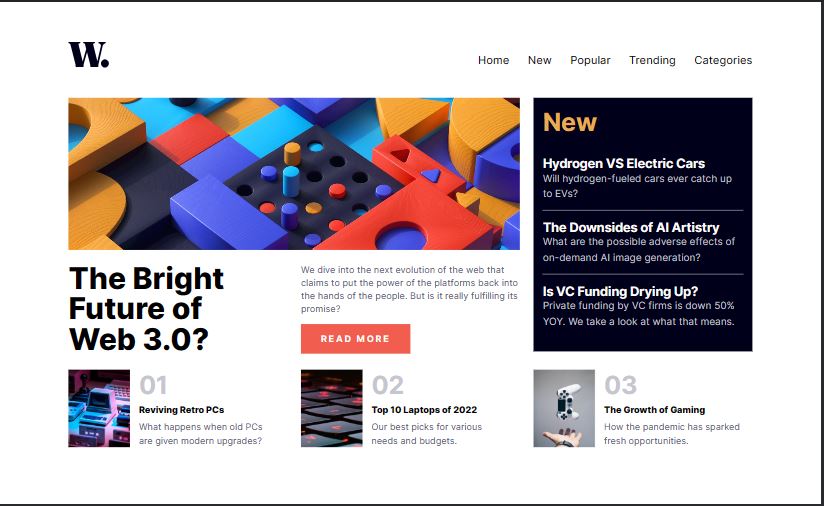 W.
Home New Popular Trending Categories
The Bright
Future of
Web 3.0?
We dive into the next evolution of the web that
claims to put the power of the platforms back into
the hands of the people. But is it really fulfilling its
promise?
READ MORE
New
Hydrogen VS Electric Cars
Will hydrogen-fueled cars ever catch up
to EVs?
The Downsides of AI Artistry
What are the possible adverse effects of
on-demand AI image generation?
Is VC Funding Drying Up?
Private funding by VC firms is down 50%
YOY. We take a look at what that means.
01
Reviving Retro PCs
What happens when old PCs
are given modern upgrades?
02
Top 10 Laptops of 2022
Our best picks for various
needs and budgets.
03
The Growth of Gaming
How the pandemic has sparked
fresh opportunities.